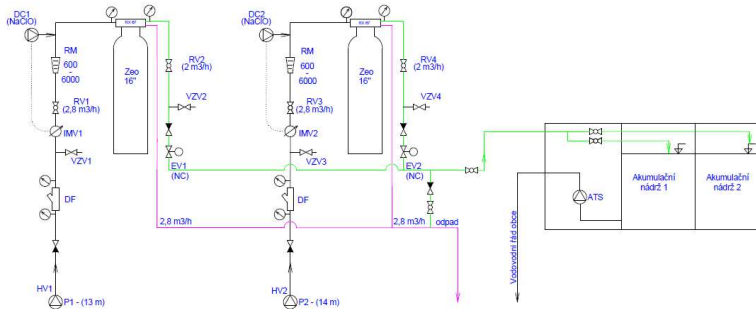 DC1
(NaClO)
RM
600
-
6000
RV1
(2,8 m3/h)
IMV1
VZV1
DF
HV1
P1 - (13 m)
Zeo
16"
RV2
(2 m3/h)
VZV2
EV1
(NC)
2,8 m3/h
DC2
(NaClO)
RM
600
-
6000
RV3
(2,8 m3/h)
IMV2
VZV3
DF
HV2
P2 - (14 m)
Zeo
16"
RV4
(2 m3/h)
VZV4
EV2
(NC)
2,8 m3/h
odpad
Vodovodní řád obce
ATS
Akumulační
nádrž 1
Akumulační
nádrž 2